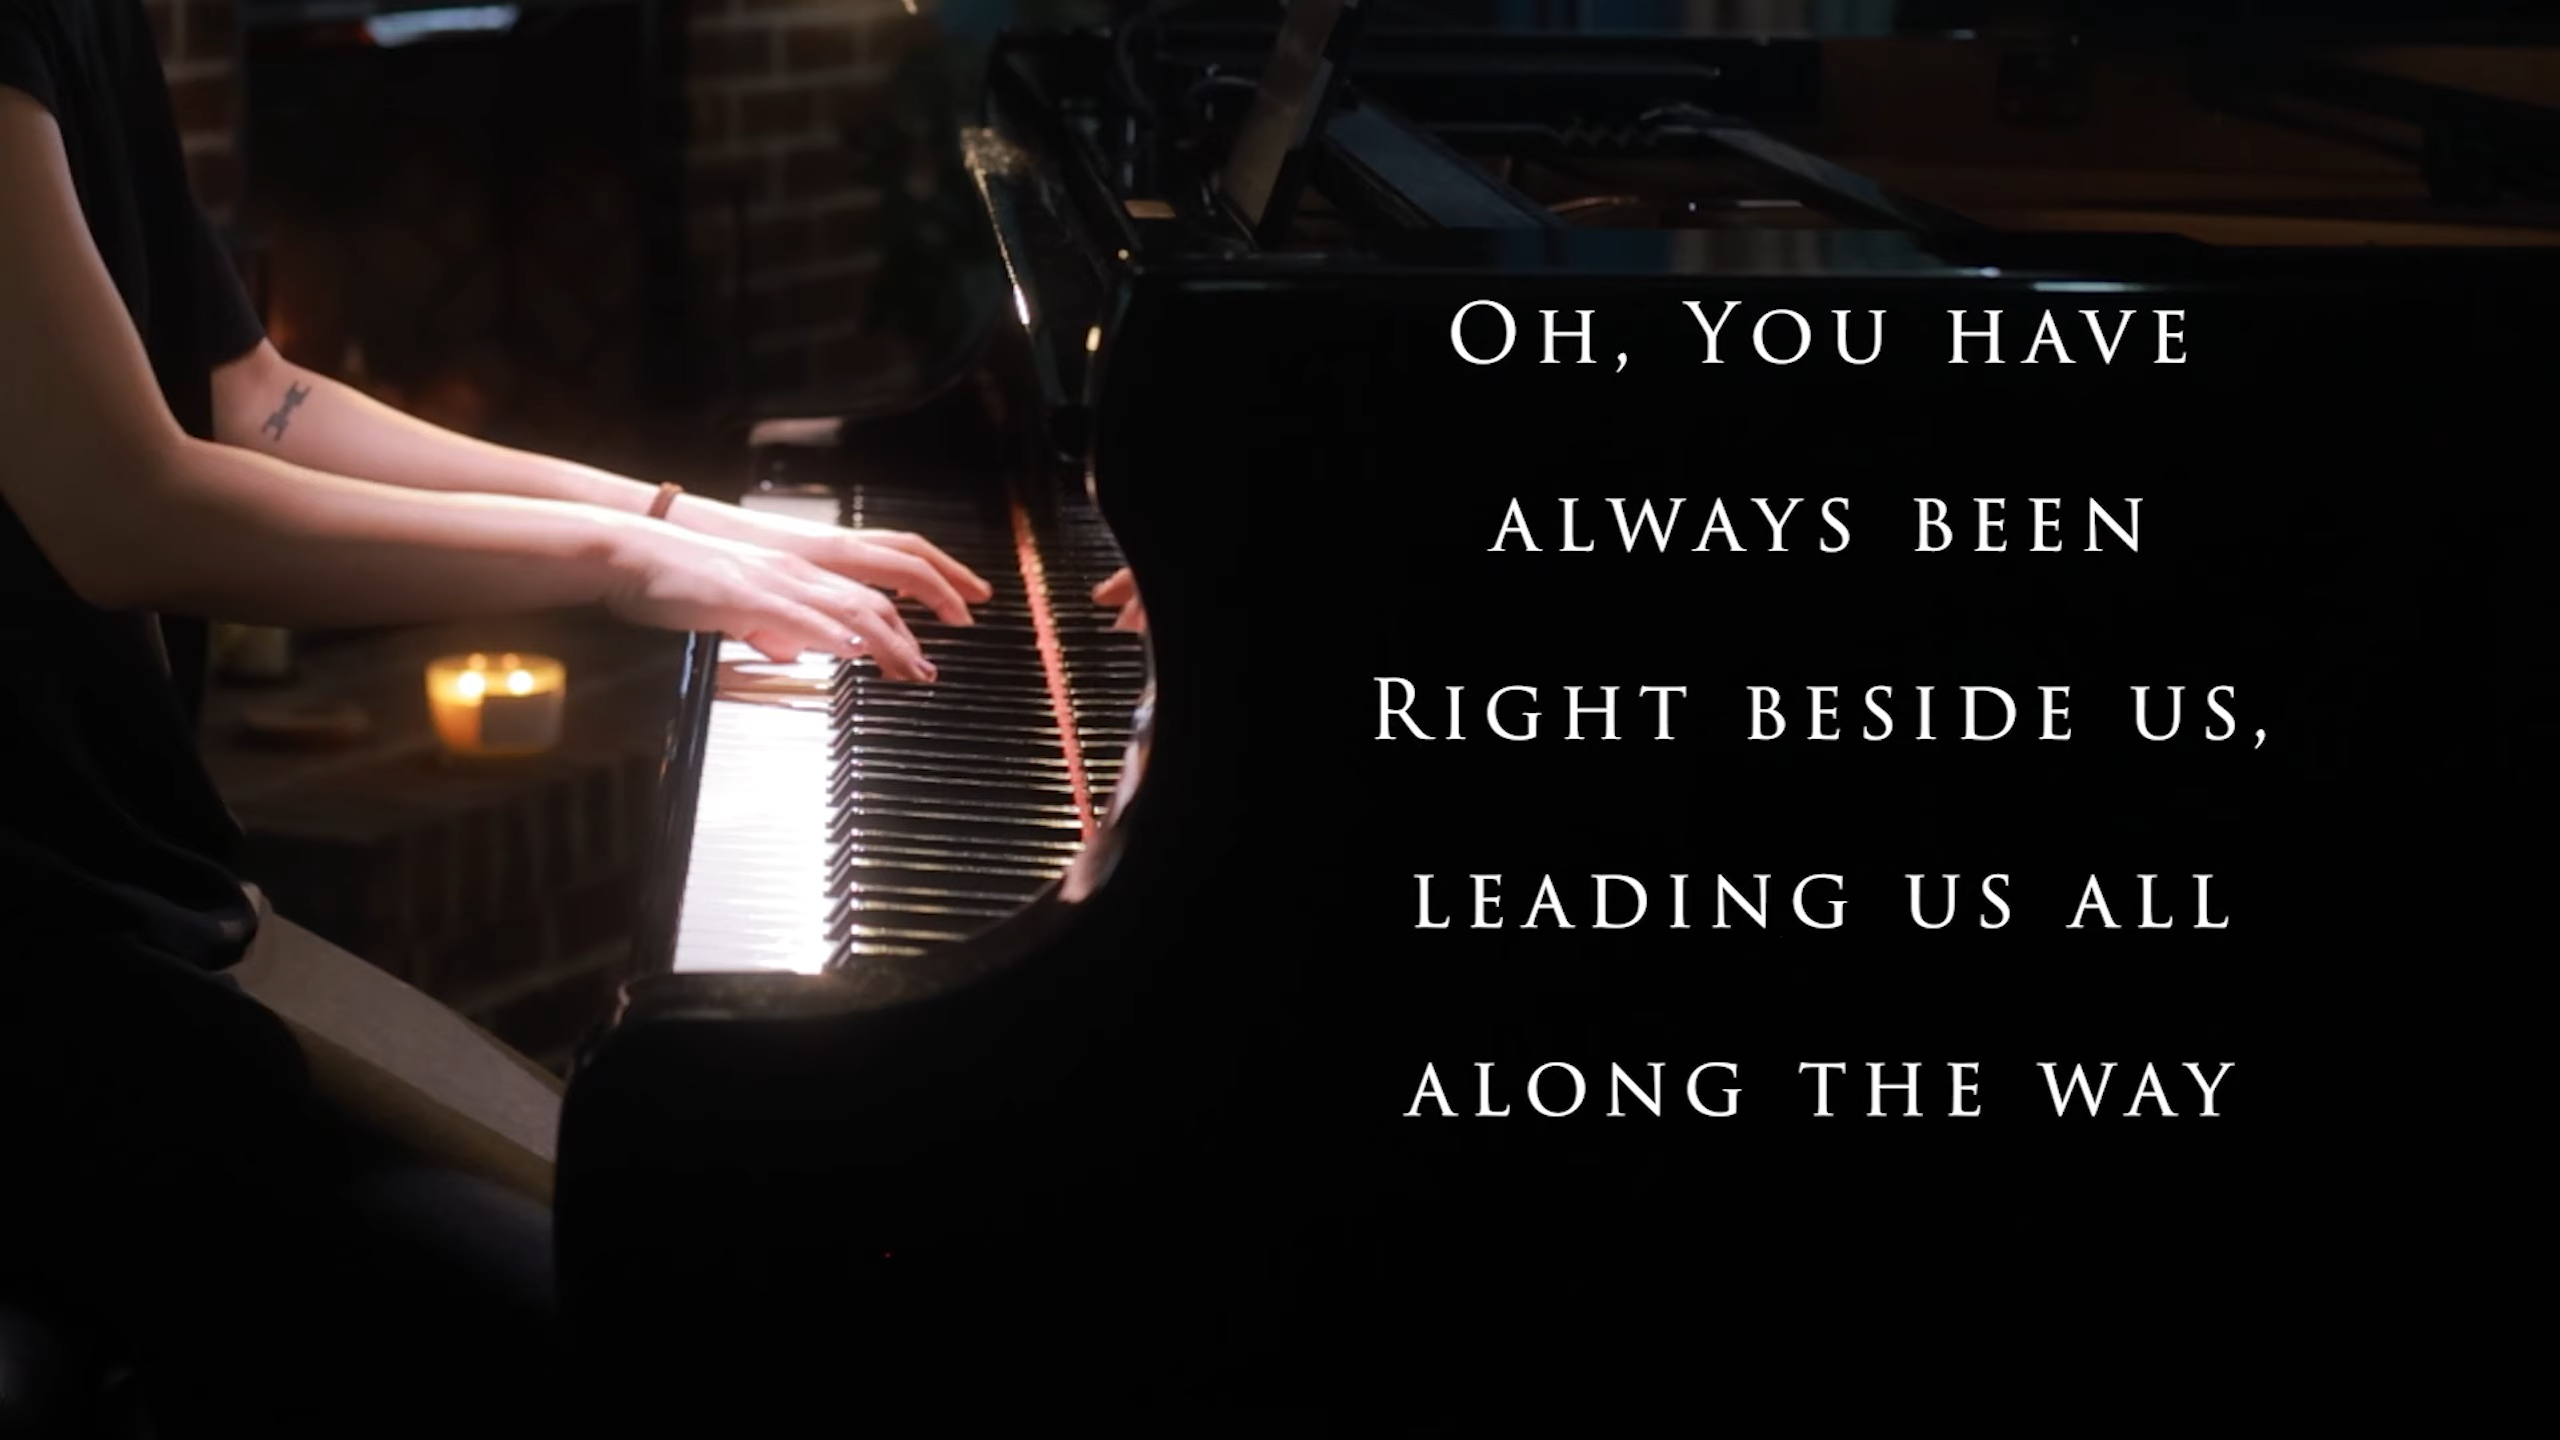 Oh, You have
always been
Right beside us,
leading us all
along the way